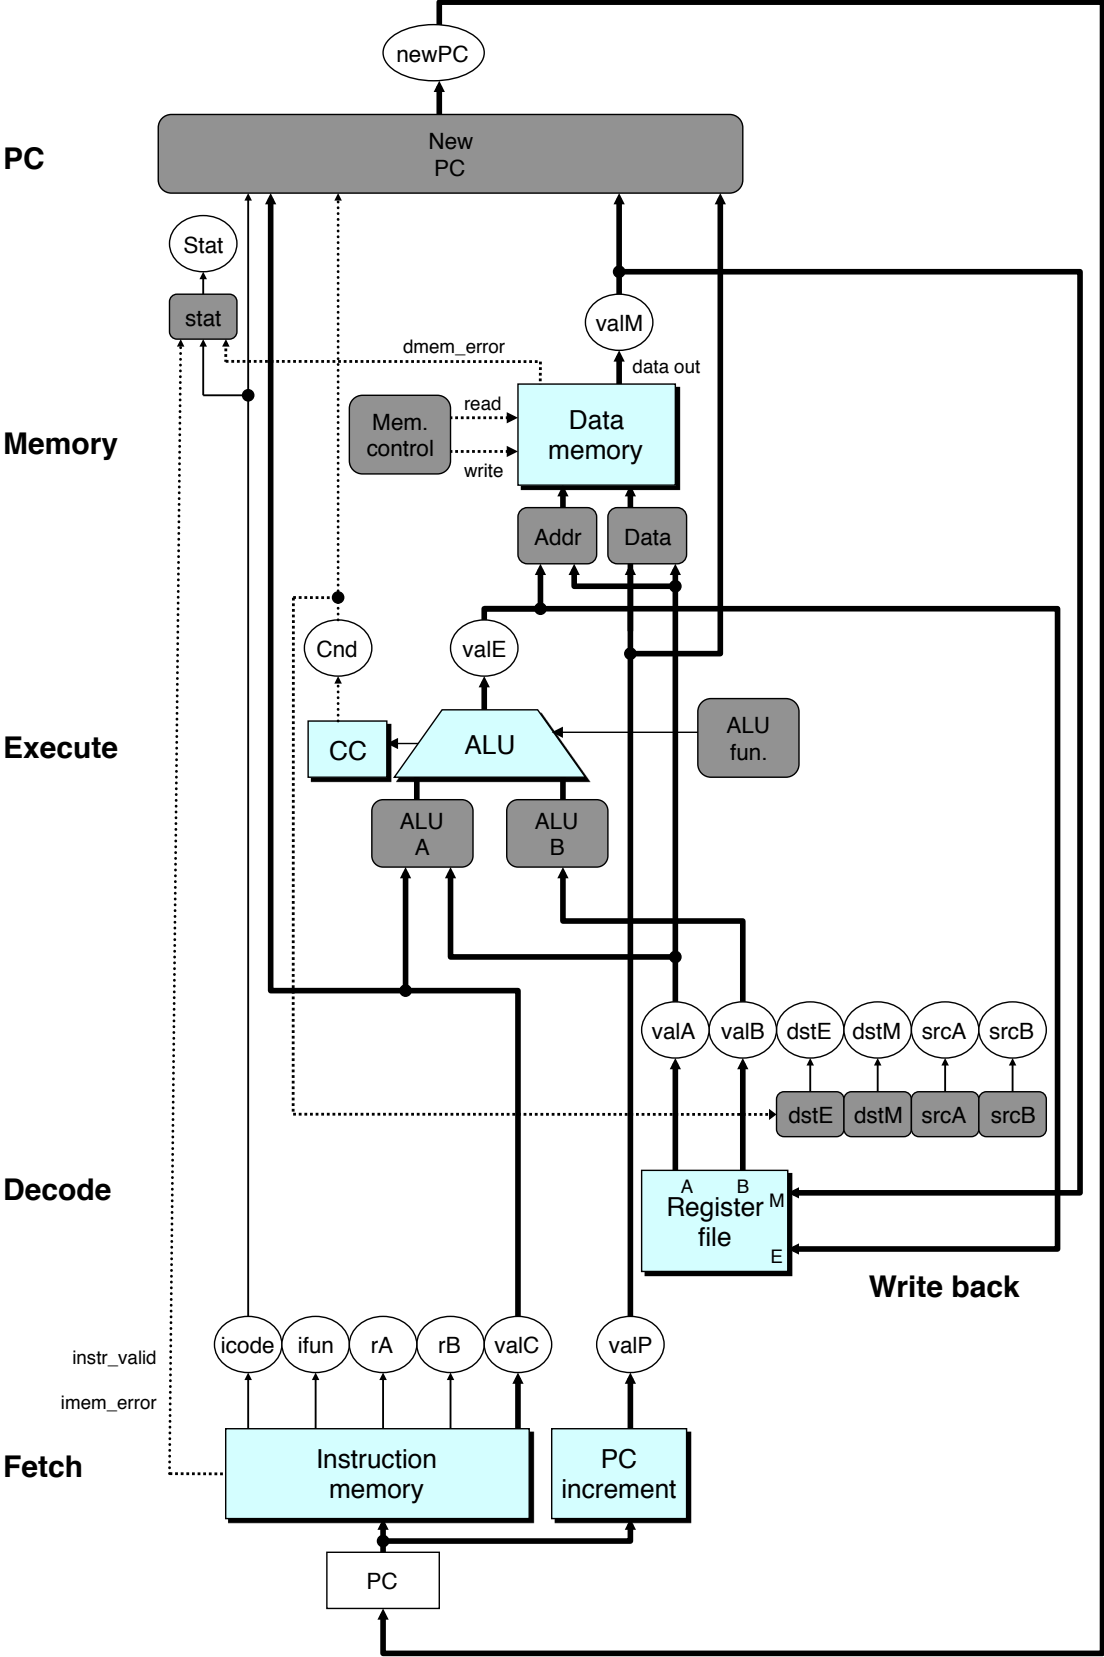 newPC
New
PC
PC
Stat
stat
valM
dmem_error
data out
read
Mem.
control
write
Data
memory
Memory
Addr
Data
Cnd
valE
CC
ALU
ALU
fun.
Execute
ALU
A
ALU
B
valA
valB
dstE
dstM
srcA
srcB
dstE
dstM
srcA
srcB
Decode
A
B
M
Register
file
E
Write back
icode
ifun
rA
rB
valC
valP
instr_valid
imem_error
Fetch
Instruction
memory
PC
increment
PC